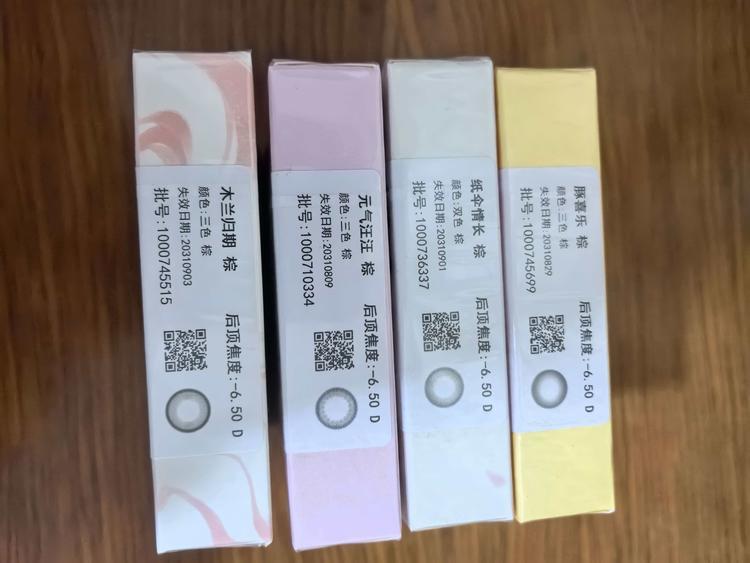 木兰归期 棕
颜色:三色 棕
失效日期:20310903
批号:1000745515
后顶焦度:-6.50 D
元气汪汪 棕
颜色:三色 棕
失效日期:20310809
批号:1000710334
后顶焦度:-6.50 D
纸伞情长 棕
颜色:双色 棕
失效日期:20310901
批号:1000736337
后顶焦度:-6.50 D
豚喜乐 棕
颜色:三色 棕
失效日期:20310829
批号:1000745699
后顶焦度:-6.50 D